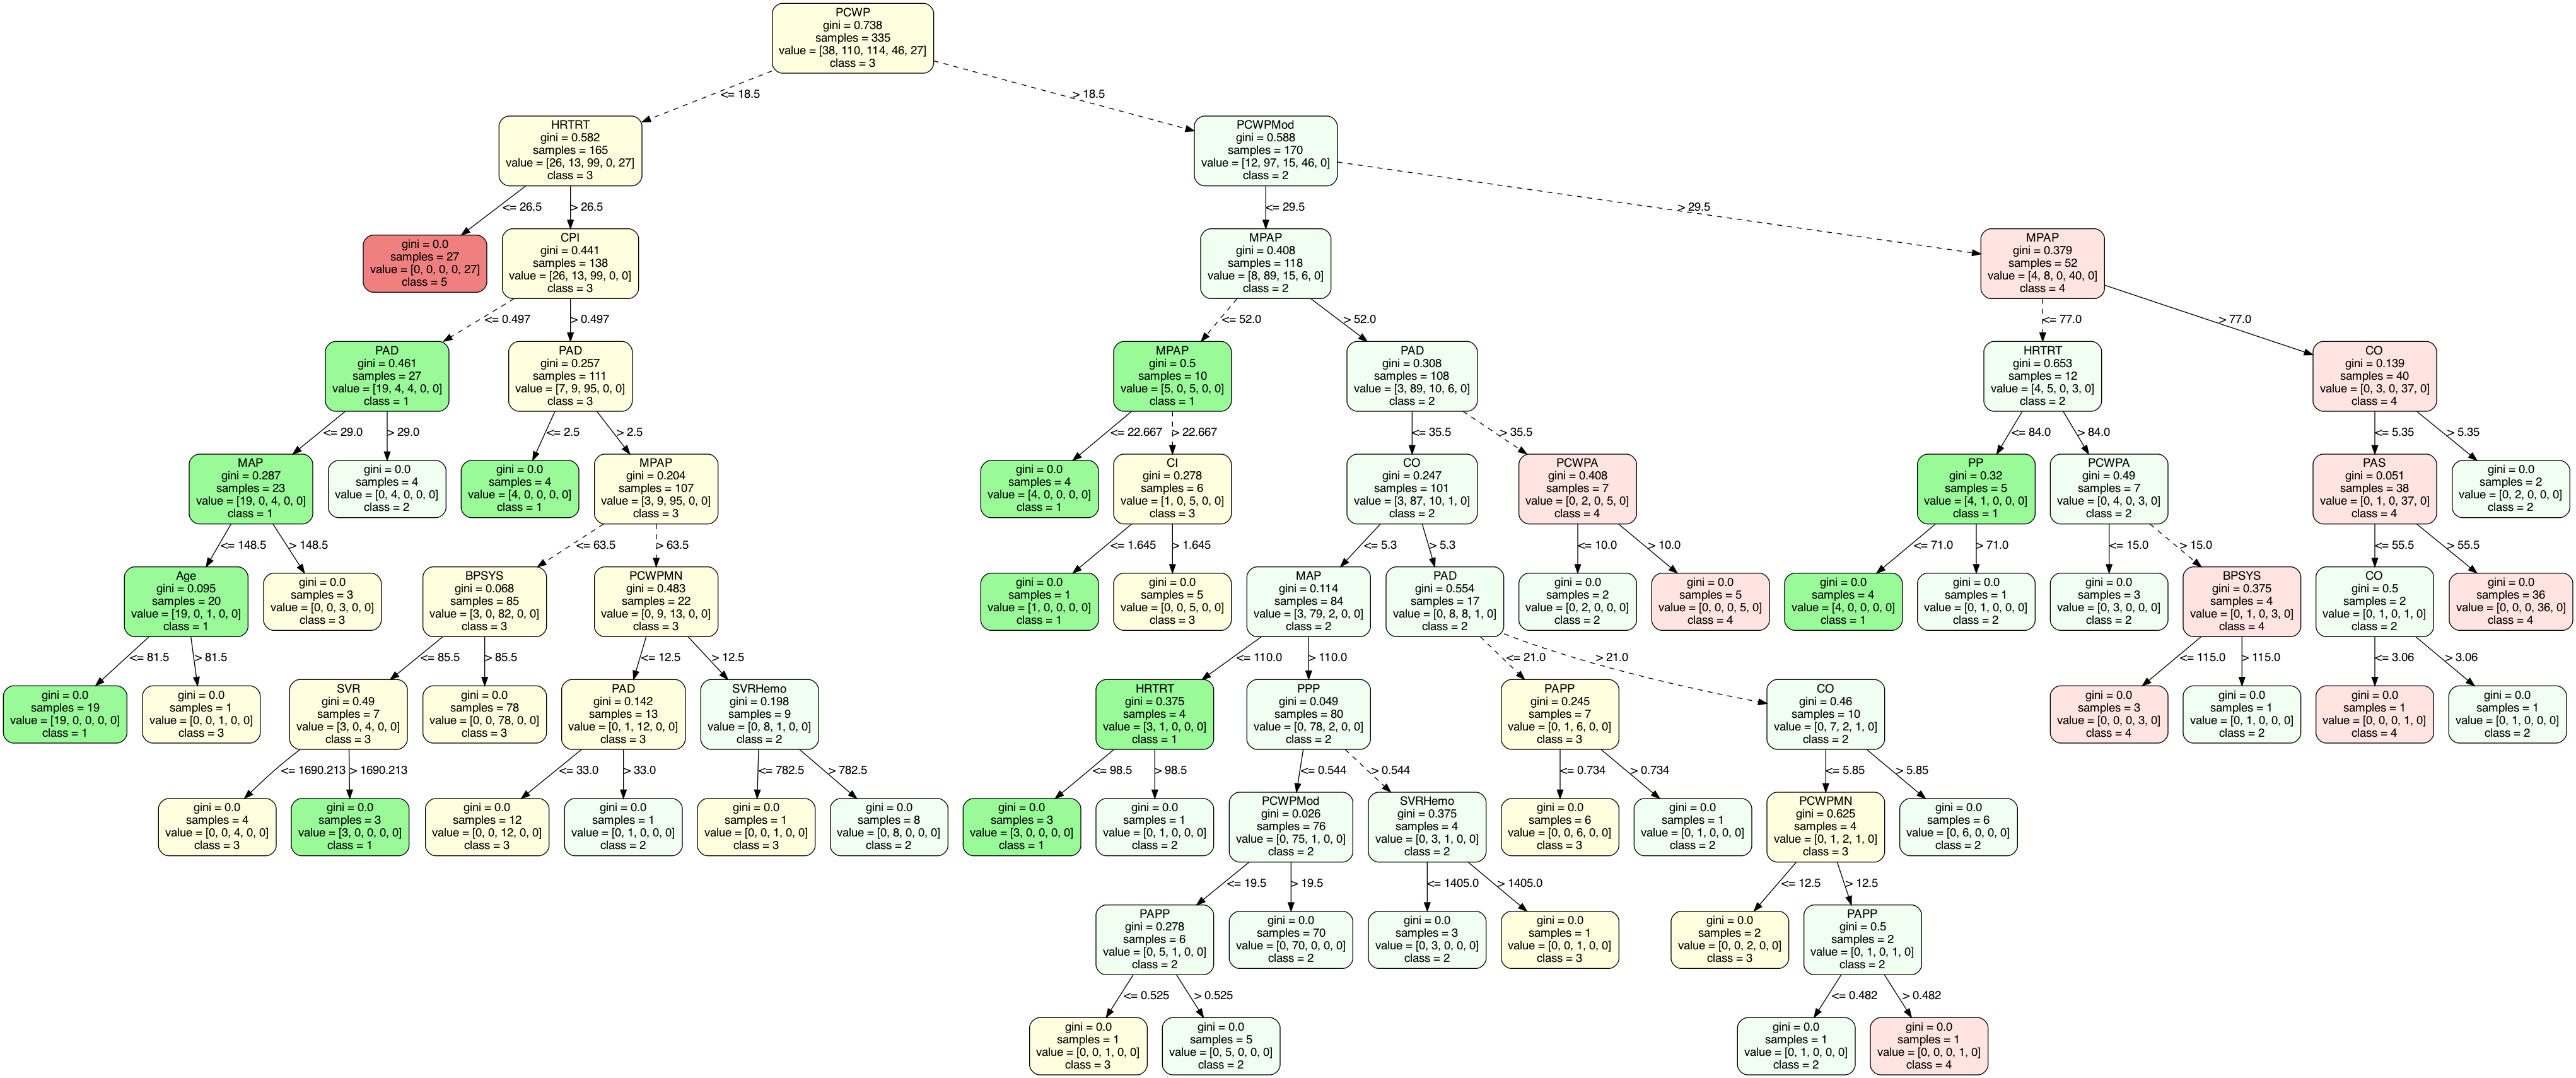 PCWP
gini = 0.738
samples = 335
value = [38, 110, 114, 46, 27]
class = 3
<= 18.5
> 18.5
HRTRT
gini = 0.582
samples = 165
value = [26, 13, 99, 0, 27]
class = 3
PCWPMod
gini = 0.588
samples = 170
value = [12, 97, 15, 46, 0]
class = 2
<= 26.5
> 26.5
<= 29.5
> 29.5
gini = 0.0
samples = 27
value = [0, 0, 0, 0, 27]
class = 5
CPI
gini = 0.441
samples = 138
value = [26, 13, 99, 0, 0]
class = 3
MPAP
gini = 0.408
samples = 118
value = [8, 89, 15, 6, 0]
class = 2
MPAP
gini = 0.379
samples = 52
value = [4, 8, 0, 40, 0]
class = 4
<= 0.497
> 0.497
<= 52.0
> 52.0
<= 77.0
> 77.0
PAD
gini = 0.461
samples = 27
value = [19, 4, 4, 0, 0]
class = 1
PAD
gini = 0.257
samples = 111
value = [7, 9, 95, 0, 0]
class = 3
MPAP
gini = 0.5
samples = 10
value = [5, 0, 5, 0, 0]
class = 1
PAD
gini = 0.308
samples = 108
value = [3, 89, 10, 6, 0]
class = 2
HRTRT
gini = 0.653
samples = 12
value = [4, 5, 0, 3, 0]
class = 2
CO
gini = 0.139
samples = 40
value = [0, 3, 0, 37, 0]
class = 4
<= 29.0
> 29.0
<= 2.5
> 2.5
<= 22.667
> 22.667
<= 35.5
> 35.5
<= 84.0
> 84.0
<= 5.35
> 5.35
MAP
gini = 0.287
samples = 23
value = [19, 0, 4, 0, 0]
class = 1
gini = 0.0
samples = 4
value = [0, 4, 0, 0, 0]
class = 2
gini = 0.0
samples = 4
value = [4, 0, 0, 0, 0]
class = 1
MPAP
gini = 0.204
samples = 107
value = [3, 9, 95, 0, 0]
class = 3
gini = 0.0
samples = 4
value = [4, 0, 0, 0, 0]
class = 1
CI
gini = 0.278
samples = 6
value = [1, 0, 5, 0, 0]
class = 3
CO
gini = 0.247
samples = 101
value = [3, 87, 10, 1, 0]
class = 2
PCWPA
gini = 0.408
samples = 7
value = [0, 2, 0, 5, 0]
class = 4
PP
gini = 0.32
samples = 5
value = [4, 1, 0, 0, 0]
class = 1
PCWPA
gini = 0.49
samples = 7
value = [0, 4, 0, 3, 0]
class = 2
PAS
gini = 0.051
samples = 38
value = [0, 1, 0, 37, 0]
class = 4
gini = 0.0
samples = 2
value = [0, 2, 0, 0, 0]
class = 2
<= 148.5
> 148.5
<= 63.5
> 63.5
<= 1.645
> 1.645
<= 5.3
> 5.3
<= 10.0
> 10.0
<= 71.0
> 71.0
<= 15.0
> 15.0
<= 55.5
> 55.5
Age
gini = 0.095
samples = 20
value = [19, 0, 1, 0, 0]
class = 1
gini = 0.0
samples = 3
value = [0, 0, 3, 0, 0]
class = 3
BPSYS
gini = 0.068
samples = 85
value = [3, 0, 82, 0, 0]
class = 3
PCWPMN
gini = 0.483
samples = 22
value = [0, 9, 13, 0, 0]
class = 3
gini = 0.0
samples = 1
value = [1, 0, 0, 0, 0]
class = 1
gini = 0.0
samples = 5
value = [0, 0, 5, 0, 0]
class = 3
MAP
gini = 0.114
samples = 84
value = [3, 79, 2, 0, 0]
class = 2
PAD
gini = 0.554
samples = 17
value = [0, 8, 8, 1, 0]
class = 2
gini = 0.0
samples = 2
value = [0, 2, 0, 0, 0]
class = 2
gini = 0.0
samples = 5
value = [0, 0, 0, 5, 0]
class = 4
gini = 0.0
samples = 4
value = [4, 0, 0, 0, 0]
class = 1
gini = 0.0
samples = 1
value = [0, 1, 0, 0, 0]
class = 2
gini = 0.0
samples = 3
value = [0, 3, 0, 0, 0]
class = 2
BPSYS
gini = 0.375
samples = 4
value = [0, 1, 0, 3, 0]
class = 4
CO
gini = 0.5
samples = 2
value = [0, 1, 0, 1, 0]
class = 2
gini = 0.0
samples = 36
value = [0, 0, 0, 36, 0]
class = 4
<= 81.5
> 81.5
<= 85.5
> 85.5
<= 12.5
> 12.5
<= 110.0
> 110.0
<= 21.0
> 21.0
<= 115.0
> 115.0
<= 3.06
> 3.06
gini = 0.0
samples = 19
value = [19, 0, 0, 0, 0]
class = 1
gini = 0.0
samples = 1
value = [0, 0, 1, 0, 0]
class = 3
SVR
gini = 0.49
samples = 7
value = [3, 0, 4, 0, 0]
class = 3
gini = 0.0
samples = 78
value = [0, 0, 78, 0, 0]
class = 3
PAD
gini = 0.142
samples = 13
value = [0, 1, 12, 0, 0]
class = 3
SVRHemo
gini = 0.198
samples = 9
value = [0, 8, 1, 0, 0]
class = 2
HRTRT
gini = 0.375
samples = 4
value = [3, 1, 0, 0, 0]
class = 1
PPP
gini = 0.049
samples = 80
value = [0, 78, 2, 0, 0]
class = 2
PAPP
gini = 0.245
samples = 7
value = [0, 1, 6, 0, 0]
class = 3
CO
gini = 0.46
samples = 10
value = [0, 7, 2, 1, 0]
class = 2
gini = 0.0
samples = 3
value = [0, 0, 0, 3, 0]
class = 4
gini = 0.0
samples = 1
value = [0, 1, 0, 0, 0]
class = 2
gini = 0.0
samples = 1
value = [0, 0, 0, 1, 0]
class = 4
gini = 0.0
samples = 1
value = [0, 1, 0, 0, 0]
class = 2
<= 1690.213
> 1690.213
<= 33.0
> 33.0
<= 782.5
> 782.5
<= 98.5
> 98.5
<= 0.544
> 0.544
<= 0.734
> 0.734
<= 5.85
> 5.85
gini = 0.0
samples = 4
value = [0, 0, 4, 0, 0]
class = 3
gini = 0.0
samples = 3
value = [3, 0, 0, 0, 0]
class = 1
gini = 0.0
samples = 12
value = [0, 0, 12, 0, 0]
class = 3
gini = 0.0
samples = 1
value = [0, 1, 0, 0, 0]
class = 2
gini = 0.0
samples = 1
value = [0, 0, 1, 0, 0]
class = 3
gini = 0.0
samples = 8
value = [0, 8, 0, 0, 0]
class = 2
gini = 0.0
samples = 3
value = [3, 0, 0, 0, 0]
class = 1
gini = 0.0
samples = 1
value = [0, 1, 0, 0, 0]
class = 2
PCWPMod
gini = 0.026
samples = 76
value = [0, 75, 1, 0, 0]
class = 2
SVRHemo
gini = 0.375
samples = 4
value = [0, 3, 1, 0, 0]
class = 2
gini = 0.0
samples = 6
value = [0, 0, 6, 0, 0]
class = 3
gini = 0.0
samples = 1
value = [0, 1, 0, 0, 0]
class = 2
PCWPMN
gini = 0.625
samples = 4
value = [0, 1, 2, 1, 0]
class = 3
gini = 0.0
samples = 6
value = [0, 6, 0, 0, 0]
class = 2
<= 19.5
> 19.5
<= 1405.0
> 1405.0
<= 12.5
> 12.5
PAPP
gini = 0.278
samples = 6
value = [0, 5, 1, 0, 0]
class = 2
gini = 0.0
samples = 70
value = [0, 70, 0, 0, 0]
class = 2
gini = 0.0
samples = 3
value = [0, 3, 0, 0, 0]
class = 2
gini = 0.0
samples = 1
value = [0, 0, 1, 0, 0]
class = 3
gini = 0.0
samples = 2
value = [0, 0, 2, 0, 0]
class = 3
PAPP
gini = 0.5
samples = 2
value = [0, 1, 0, 1, 0]
class = 2
<= 0.525
> 0.525
<= 0.482
> 0.482
gini = 0.0
samples = 1
value = [0, 0, 1, 0, 0]
class = 3
gini = 0.0
samples = 5
value = [0, 5, 0, 0, 0]
class = 2
gini = 0.0
samples = 1
value = [0, 1, 0, 0, 0]
class = 2
gini = 0.0
samples = 1
value = [0, 0, 0, 1, 0]
class = 4